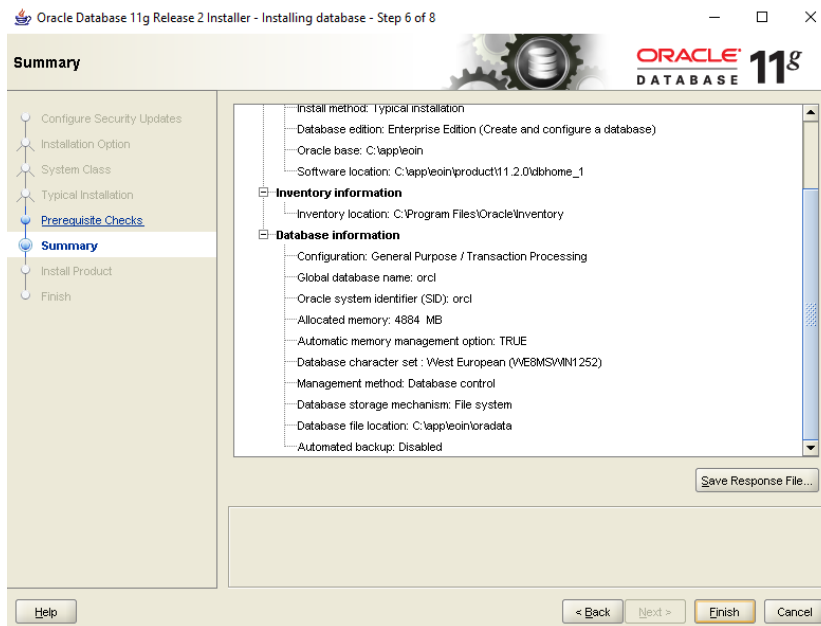 Oracle Database 11g Release 2 Installer - Installing database - Step 6 of 8
Summary
ORACLE
DATABASE
11g
Configure Security Updates
Installation Option
System Class
Typical Installation
Prerequisite Checks
Summary
Install Product
Finish
Install method: Typical installation
Database edition: Enterprise Edition (Create and configure a database)
Oracle base: C:\app\eoin
Software location: C:\app\eoin\product\11.2.0\dbhome_1
Inventory information
Inventory location: C:\Program Files\Oracle\Inventory
Database information
Configuration: General Purpose / Transaction Processing
Global database name: orcl
Oracle system identifier (SID): orcl
Allocated memory: 4884 MB
Automatic memory management option: TRUE
Database character set : West European (WE8MSWIN1252)
Management method: Database control
Database storage mechanism: File system
Database file location: C:\app\eoin\oradata
Automated backup: Disabled
Save Response File...
Help
< Back
Next >
Finish
Cancel